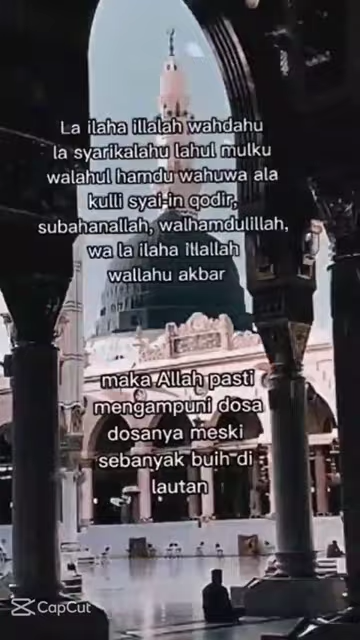 La ilaha illalah wahdahu
la syarikalahu lahul mulku
walahul hamdu wahuwa ala
kulli syai-in qodir,
subahanallah, walhamdulillah,
wa la ilaha illallah
wallahu akbar
maka Allah pasti
mengampuni dosa
dosanya meski
sebanyak buih di
lautan
CapCut